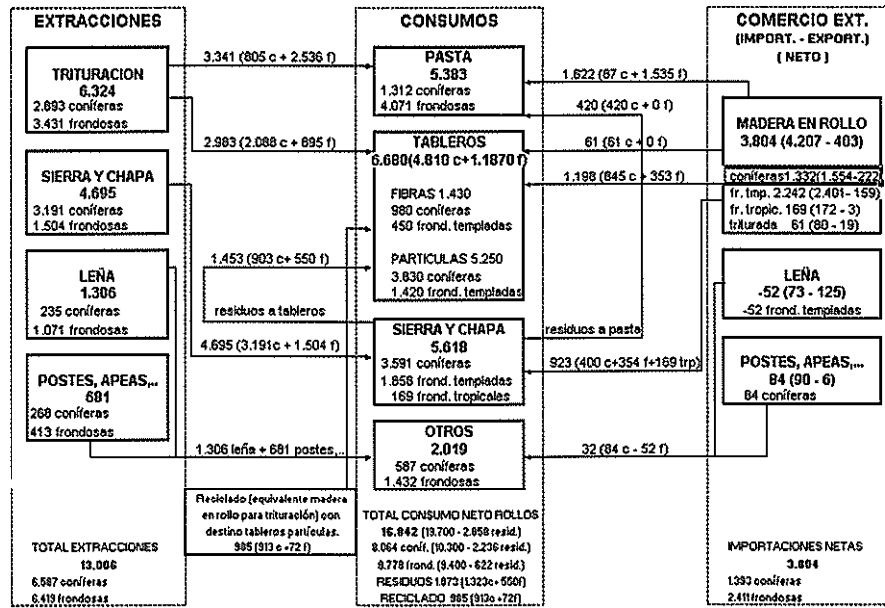 EXTRACCIONES
TRITURACION
6.324
2.893 coníferas
3.431 frondosas
SIERRA Y CHAPA
4.695
3.191 coníferas
1.504 frondosas
LEÑA
1.306
235 coníferas
1.071 frondosas
POSTES, APEAS,..
681
268 coníferas
413 frondosas
TOTAL EXTRACCIONES
13.006
6.587 coníferas
6.419 frondosas
3.341 (805 c + 2.536 f)
2.983 (2.088 c + 895 f)
1.453 (903 c+ 550 f)
residuos a tableros
4.695 (3.191c + 1.504 f)
1.306 leña + 681 postes,..
Reciclado (equivalente madera
en rollo para trituración) con
destino tableros partículas.
985 (913 c +72 f)
CONSUMOS
PASTA
5.383
1.312 coníferas
4.071 frondosas
TABLEROS
6.680(4.810 c+1.1870 f)
FIBRAS 1.430
980 coníferas
450 frond. templadas
PARTICULAS 5.250
3.830 coníferas
1.420 frond. templadas
SIERRA Y CHAPA
5.618
3.591 coníferas
1.858 frond. templadas
169 frond. tropicales
OTROS
2.019
587 coníferas
1.432 frondosas
TOTAL CONSUMO NETO ROLLOS
16.842 (19.700 - 2.858 resid.)
8.064 coníf. (10.300 - 2.236 resid.)
8.778 frond. (9.400 - 622 resid.)
RESIDUOS 1.873 (1.323c+ 550f)
RECICLADO 985 (913c +72f)
1.622 (87 c + 1.535 f)
420 (420 c + 0 f)
61 (61 c + 0 f)
1.198 (845 c + 353 f)
residuos a pasta
923 (400 c+354 f+169 trp)
32 (84 c - 52 f)
COMERCIO EXT.
(IMPORT. - EXPORT.)
( NETO )
MADERA EN ROLLO
3.804 (4.207 - 403)
coníferas1.332(1.554-222
fr. tmp. 2.242 (2.401- 159)
fr. tropic. 169 (172 - 3)
triturada 61 (80 - 19)
LEÑA
-52 (73 - 125)
-52 frond. templadas
POSTES, APEAS,...
84 (90 - 6)
84 coníferas
IMPORTACIONES NETAS
3.804
1.393 coníferas
2.411frondosas